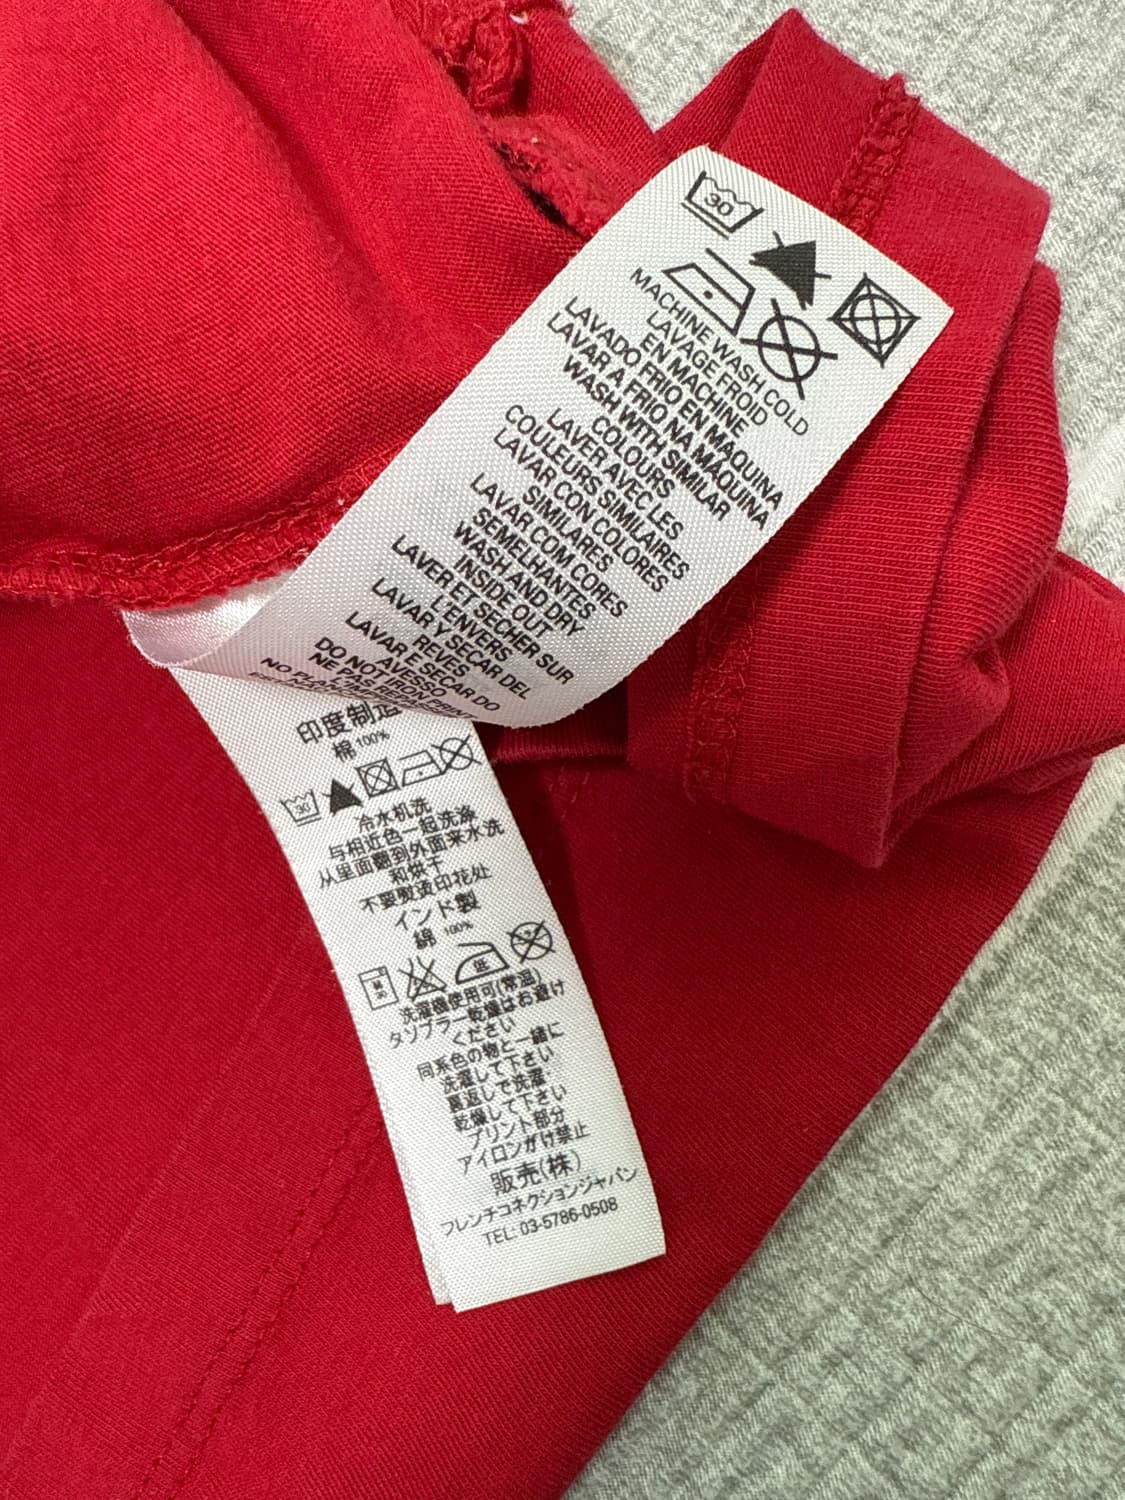 30
MACHINE WASH COLD
LAVAGE FROID
EN MACHINE
LAVADO FRIO EN MAQUINA
LAVAR A FRIO NA MÁQUINA
WASH WITH SIMILAR
COLOURS
LAVER AVEC LES
COULEURS SIMILAIRES
LAVAR CON COLORES
SIMILARES
LAVAR COM CORES
SEMELHANTES
WASH AND DRY
INSIDE OUT
LAVER ET SECHER SUR
L'ENVERS
LAVAR Y SECAR DEL
REVES
LAVAR E SECAR DO
AVESSO
DO NOT IRON PRINT
NE PAS REPASSER
L'IMPRIME
NO PLANCHAR
印度制造
棉 100%
30
冷水机洗
与相近色一起洗涤
从里面翻到外面来水洗
和烘干
不要熨烫印花处
インド製
綿 100%
低
洗濯機使用可(常温)
タンブラー乾燥はお避け
ください
同系色の物と一緒に
洗濯して下さい
裏返しで洗濯・
乾燥して下さい
プリント部分
アイロンがけ禁止
販売(株)
フレンチコネクションジャパン
TEL: 03-5786-0508